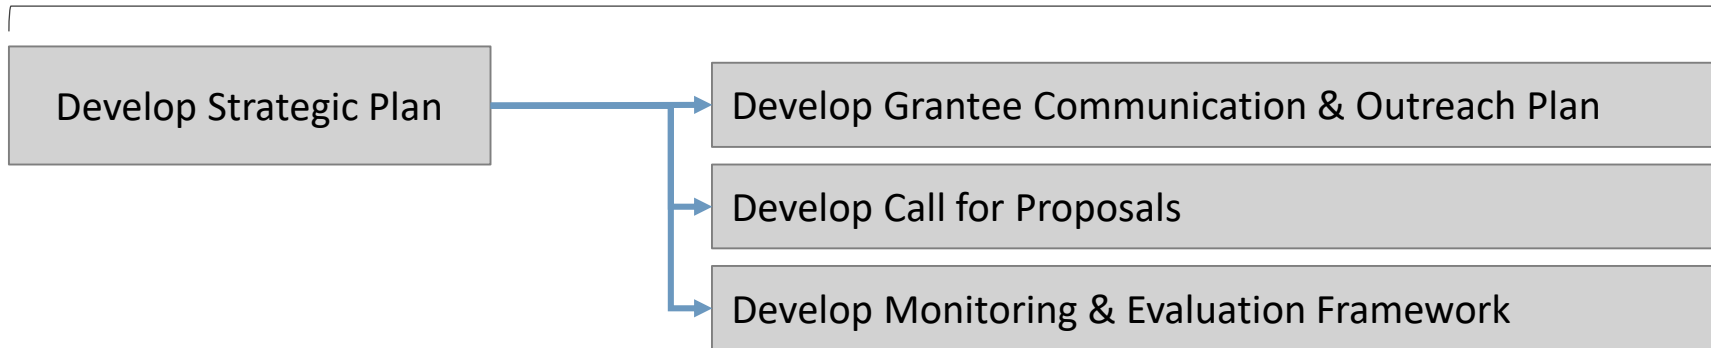 Develop Strategic Plan
Develop Grantee Communication & Outreach Plan
Develop Call for Proposals
Develop Monitoring & Evaluation Framework